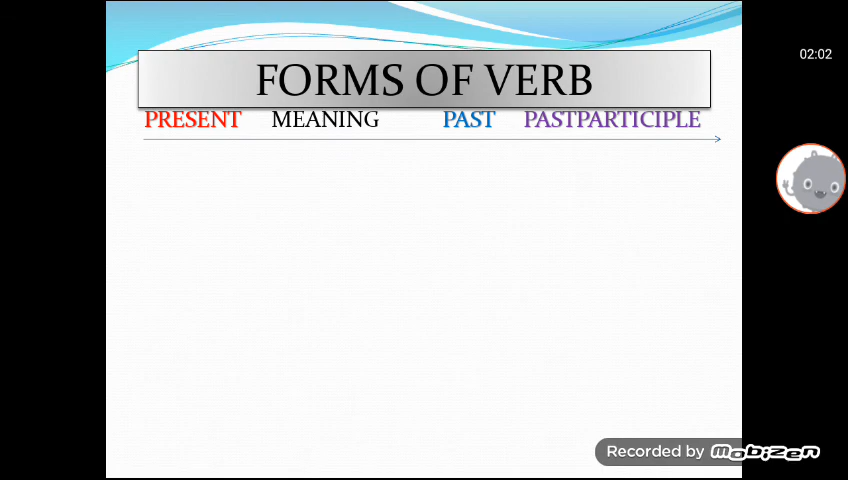 FORMS OF VERB
PRESENT MEANING PAST PASTPARTICIPLE
02:02
Recorded by mobizen